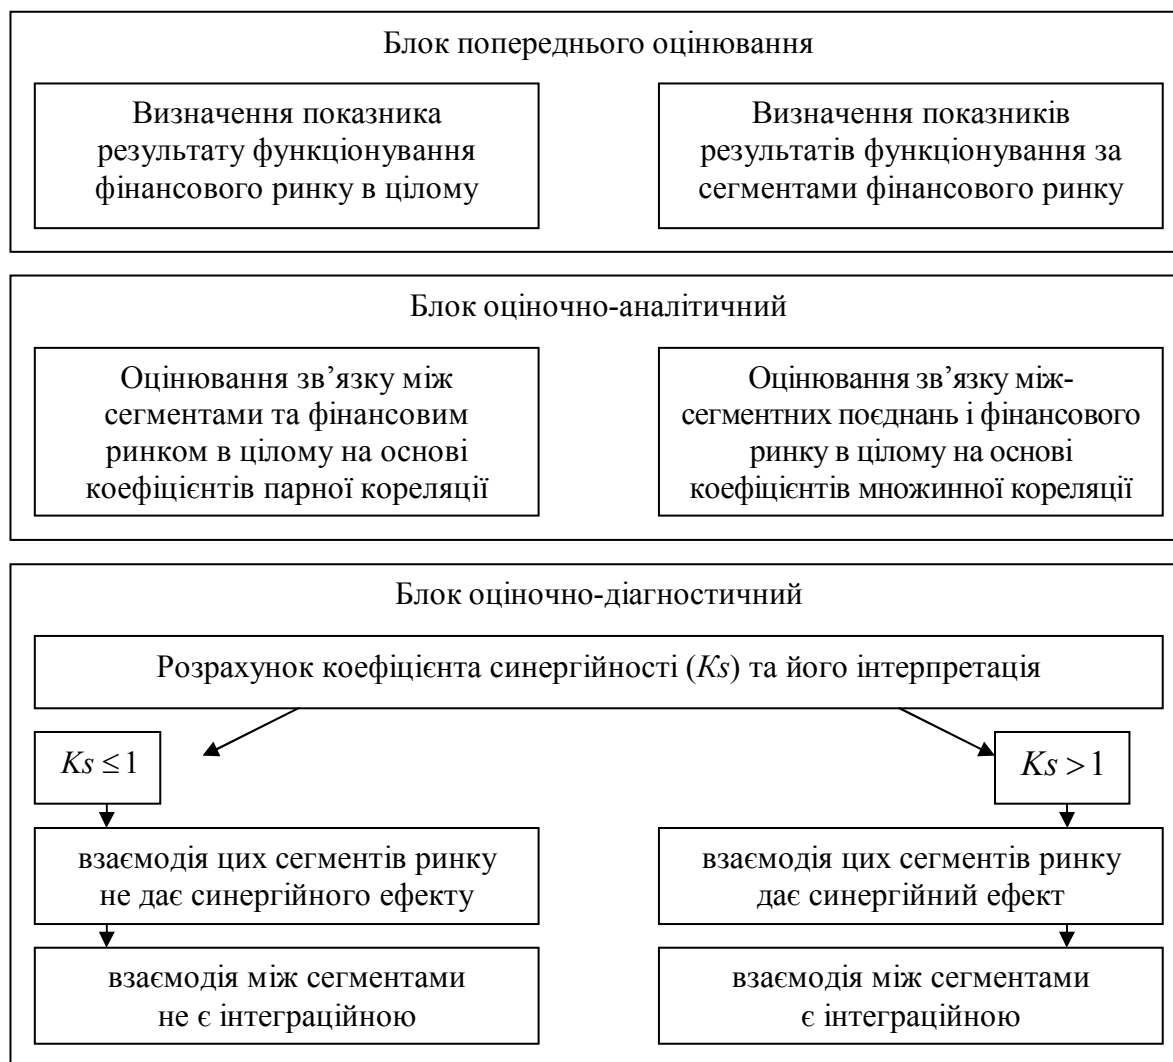 Блок попереднього оцінювання
Визначення показника
результату функціонування
фінансового ринку в цілому
Визначення показників
результатів функціонування за
сегментами фінансового ринку
Блок оціночно-аналітичний
Оцінювання зв’язку між
сегментами та фінансовим
ринком в цілому на основі
коефіцієнтів парної кореляції
Оцінювання зв’язку між-
сегментних поєднань і фінансового
ринку в цілому на основі
коефіцієнтів множинної кореляції
Блок оціночно-діагностичний
Розрахунок коефіцієнта синергійності (Ks) та його інтерпретація
Ks ≤ 1
Ks > 1
взаємодія цих сегментів ринку
не дає синергійного ефекту
взаємодія цих сегментів ринку
дає синергійний ефект
взаємодія між сегментами
не є інтеграційною
взаємодія між сегментами
є інтеграційною